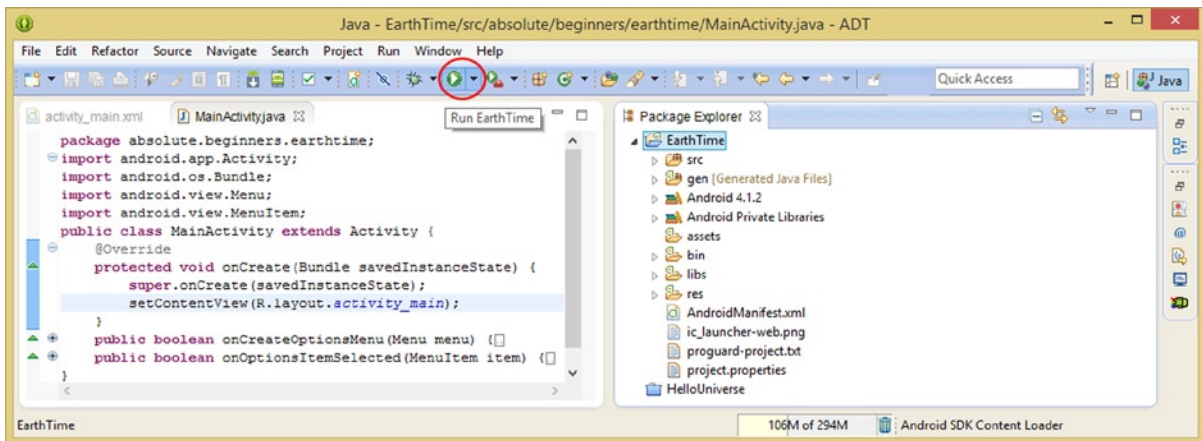 Java - EarthTime/src/absolute/beginners/earthtime/MainActivity.java - ADT
File Edit Refactor Source Navigate Search Project Run Window Help
Quick Access
Java
activity_main.xml
MainActivity.java
Run EarthTime
package absolute.beginners.earthtime;
import android.app.Activity;
import android.os.Bundle;
import android.view.Menu;
import android.view.MenuItem;
public class MainActivity extends Activity {
@Override
protected void onCreate(Bundle savedInstanceState) {
super.onCreate(savedInstanceState);
setContentView(R.layout.activity_main);
}
public boolean onCreateOptionsMenu(Menu menu) {
public boolean onOptionsItemSelected(MenuItem item) {
}
Package Explorer
EarthTime
src
gen [Generated Java Files]
Android 4.1.2
Android Private Libraries
assets
bin
libs
res
AndroidManifest.xml
ic_launcher-web.png
proguard-project.txt
project.properties
HelloUniverse
EarthTime
106M of 294M
Android SDK Content Loader